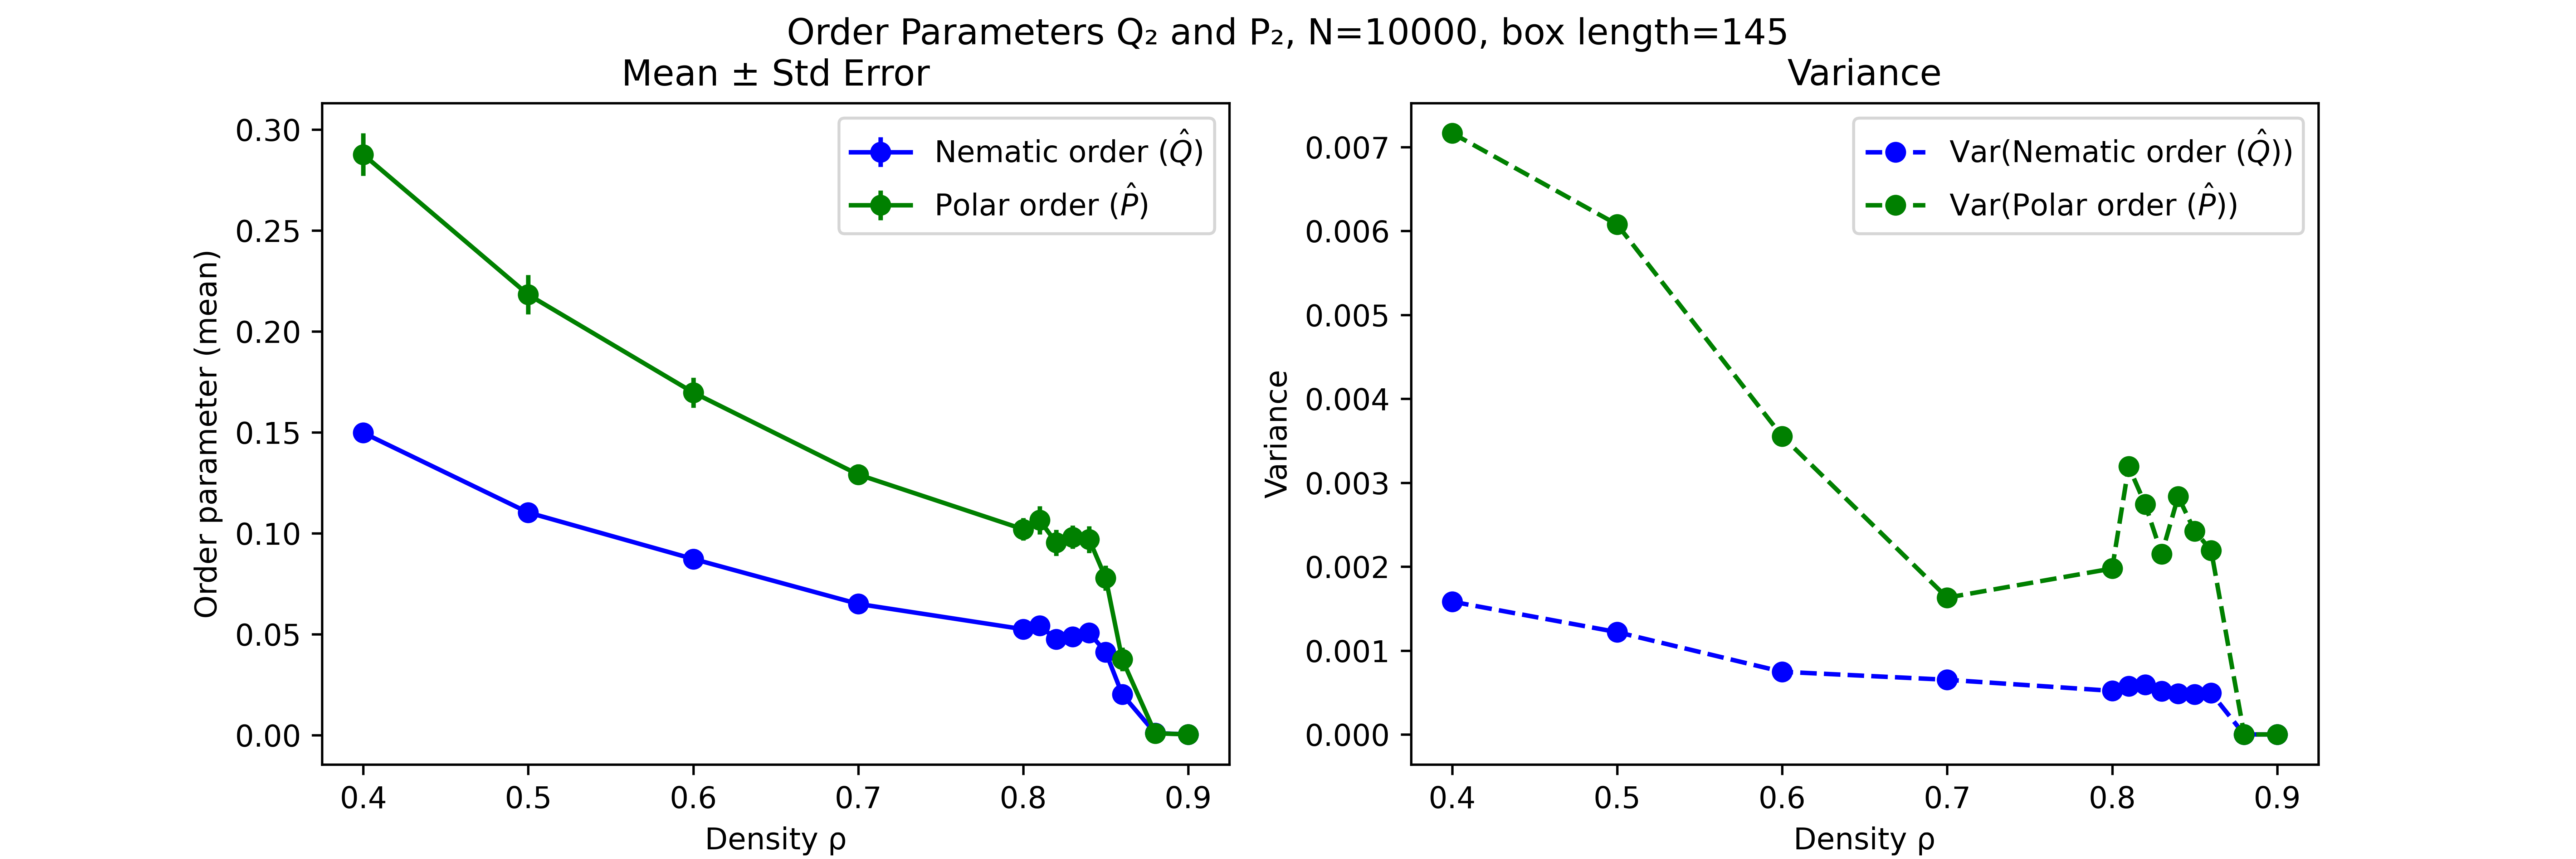 Order Parameters Q₂ and P₂, N=10000, box length=145
Mean ± Std Error
Order parameter (mean)
0.30
0.25
0.20
0.15
0.10
0.05
0.00
Nematic order (Q̂)
Polar order (P̂)
0.4 0.5 0.6 0.7 0.8 0.9
Density ρ
Variance
Variance
0.007
0.006
0.005
0.004
0.003
0.002
0.001
0.000
Var(Nematic order (Q̂))
Var(Polar order (P̂))
0.4 0.5 0.6 0.7 0.8 0.9
Density ρ